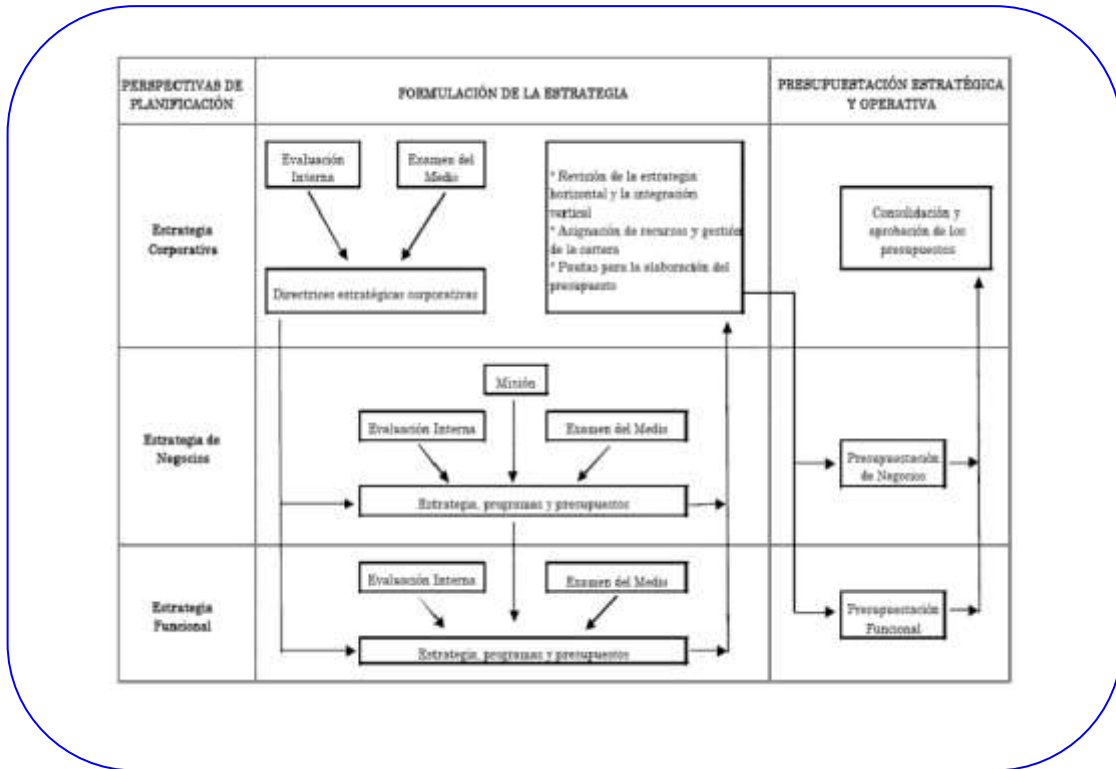 PERSPECTIVAS DE
PLANIFICACIÓN
FORMULACIÓN DE LA ESTRATEGIA
PRESUPUESTACIÓN ESTRATÉGICA
Y OPERATIVA
Estrategia
Corporativa
Evaluación
Interna
Examen del
Medio
Directrices estratégicas corporativas
* Revisión de la estrategia
horizontal y la integración
vertical
* Asignación de recursos y gestión
de la cartera
* Pautas para la elaboración del
presupuesto
Consolidación y
aprobación de los
presupuestos
Estrategia de
Negocios
Misión
Evaluación Interna
Examen del Medio
Estrategia, programas y presupuestos
Presupuestación
de Negocios
Estrategia
Funcional
Evaluación Interna
Examen del Medio
Estrategia, programas y presupuestos
Presupuestación
Funcional